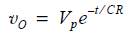 v_O = V_p e^{-t/CR}